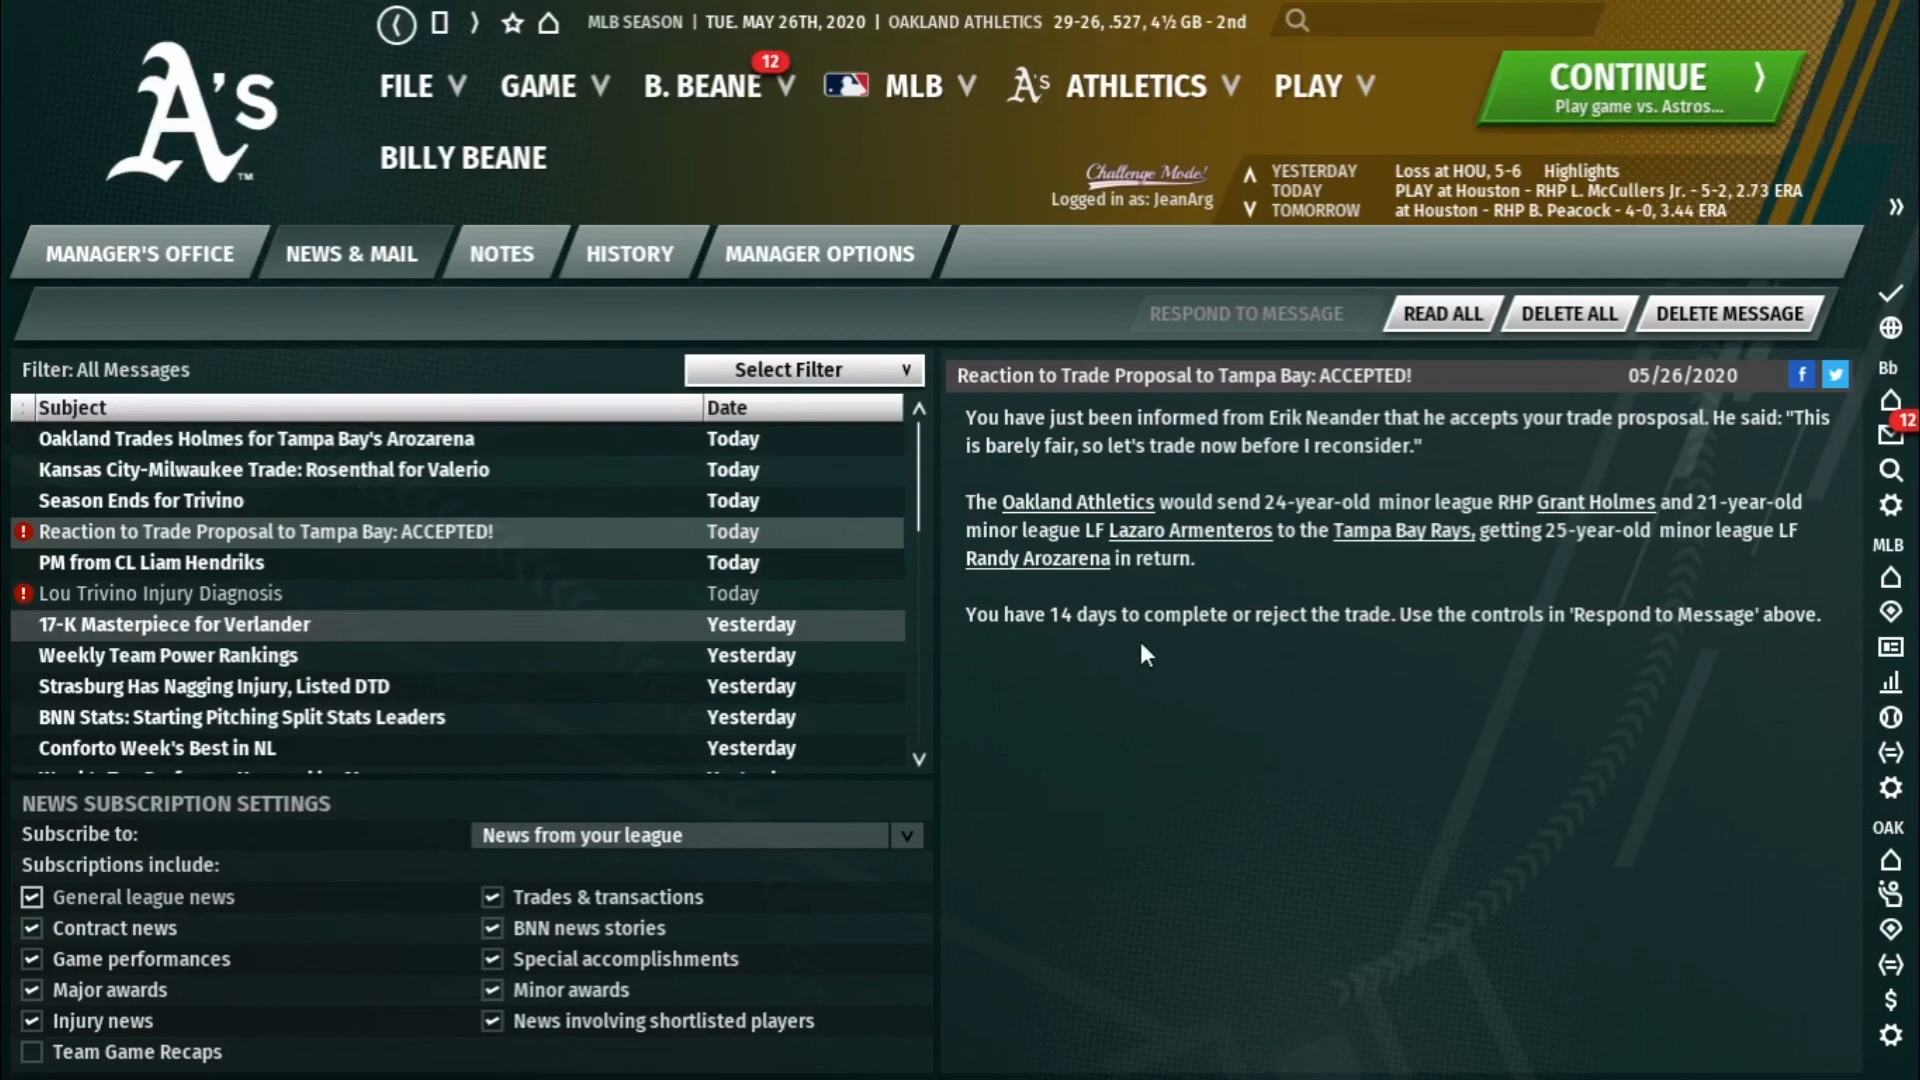 MLB SEASON | TUE. MAY 26TH, 2020 | OAKLAND ATHLETICS 29-26, .527, 4½ GB - 2nd
A's
TM
FILE GAME B. BEANE 12 MLB A's ATHLETICS PLAY
CONTINUE
Play game vs. Astros...
BILLY BEANE
Challenge Mode!
Logged in as: JeanArg
YESTERDAY Loss at HOU, 5-6 Highlights
TODAY PLAY at Houston - RHP L. McCullers Jr. - 5-2, 2.73 ERA
TOMORROW at Houston - RHP B. Peacock - 4-0, 3.44 ERA
MANAGER'S OFFICE NEWS & MAIL NOTES HISTORY MANAGER OPTIONS
RESPOND TO MESSAGE READ ALL DELETE ALL DELETE MESSAGE
Filter: All Messages Select Filter
Subject Date
Oakland Trades Holmes for Tampa Bay's Arozarena Today
Kansas City-Milwaukee Trade: Rosenthal for Valerio Today
Season Ends for Trivino Today
! Reaction to Trade Proposal to Tampa Bay: ACCEPTED! Today
PM from CL Liam Hendriks Today
! Lou Trivino Injury Diagnosis Today
17-K Masterpiece for Verlander Yesterday
Weekly Team Power Rankings Yesterday
Strasburg Has Nagging Injury, Listed DTD Yesterday
BNN Stats: Starting Pitching Split Stats Leaders Yesterday
Conforto Week's Best in NL Yesterday
Reaction to Trade Proposal to Tampa Bay: ACCEPTED! 05/26/2020 f
You have just been informed from Erik Neander that he accepts your trade prosposal. He said: "This
is barely fair, so let's trade now before I reconsider."
The Oakland Athletics would send 24-year-old minor league RHP Grant Holmes and 21-year-old
minor league LF Lazaro Armenteros to the Tampa Bay Rays, getting 25-year-old minor league LF
Randy Arozarena in return.
You have 14 days to complete or reject the trade. Use the controls in 'Respond to Message' above.
NEWS SUBSCRIPTION SETTINGS
Subscribe to: News from your league
Subscriptions include:
General league news Trades & transactions
Contract news BNN news stories
Game performances Special accomplishments
Major awards Minor awards
Injury news News involving shortlisted players
Team Game Recaps
Bb
12
MLB
OAK
$